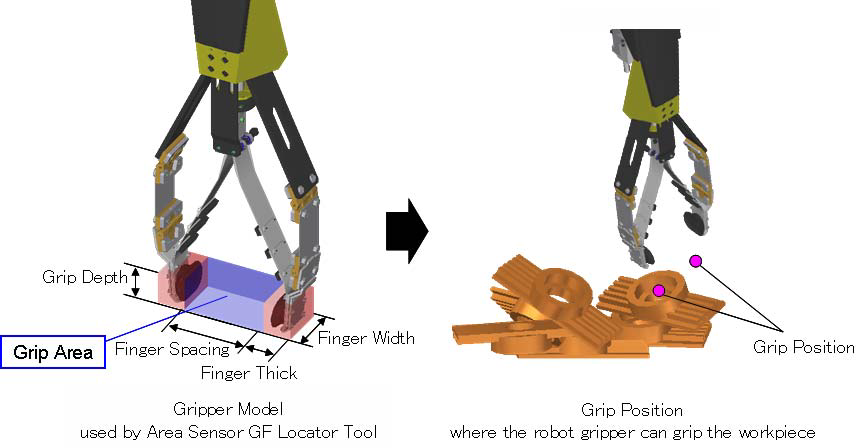 Grip Depth
Grip Area
Finger Spacing
Finger Width
Finger Thick
Gripper Model
used by Area Sensor GF Locator Tool
Grip Position
Grip Position
where the robot gripper can grip the workpiece